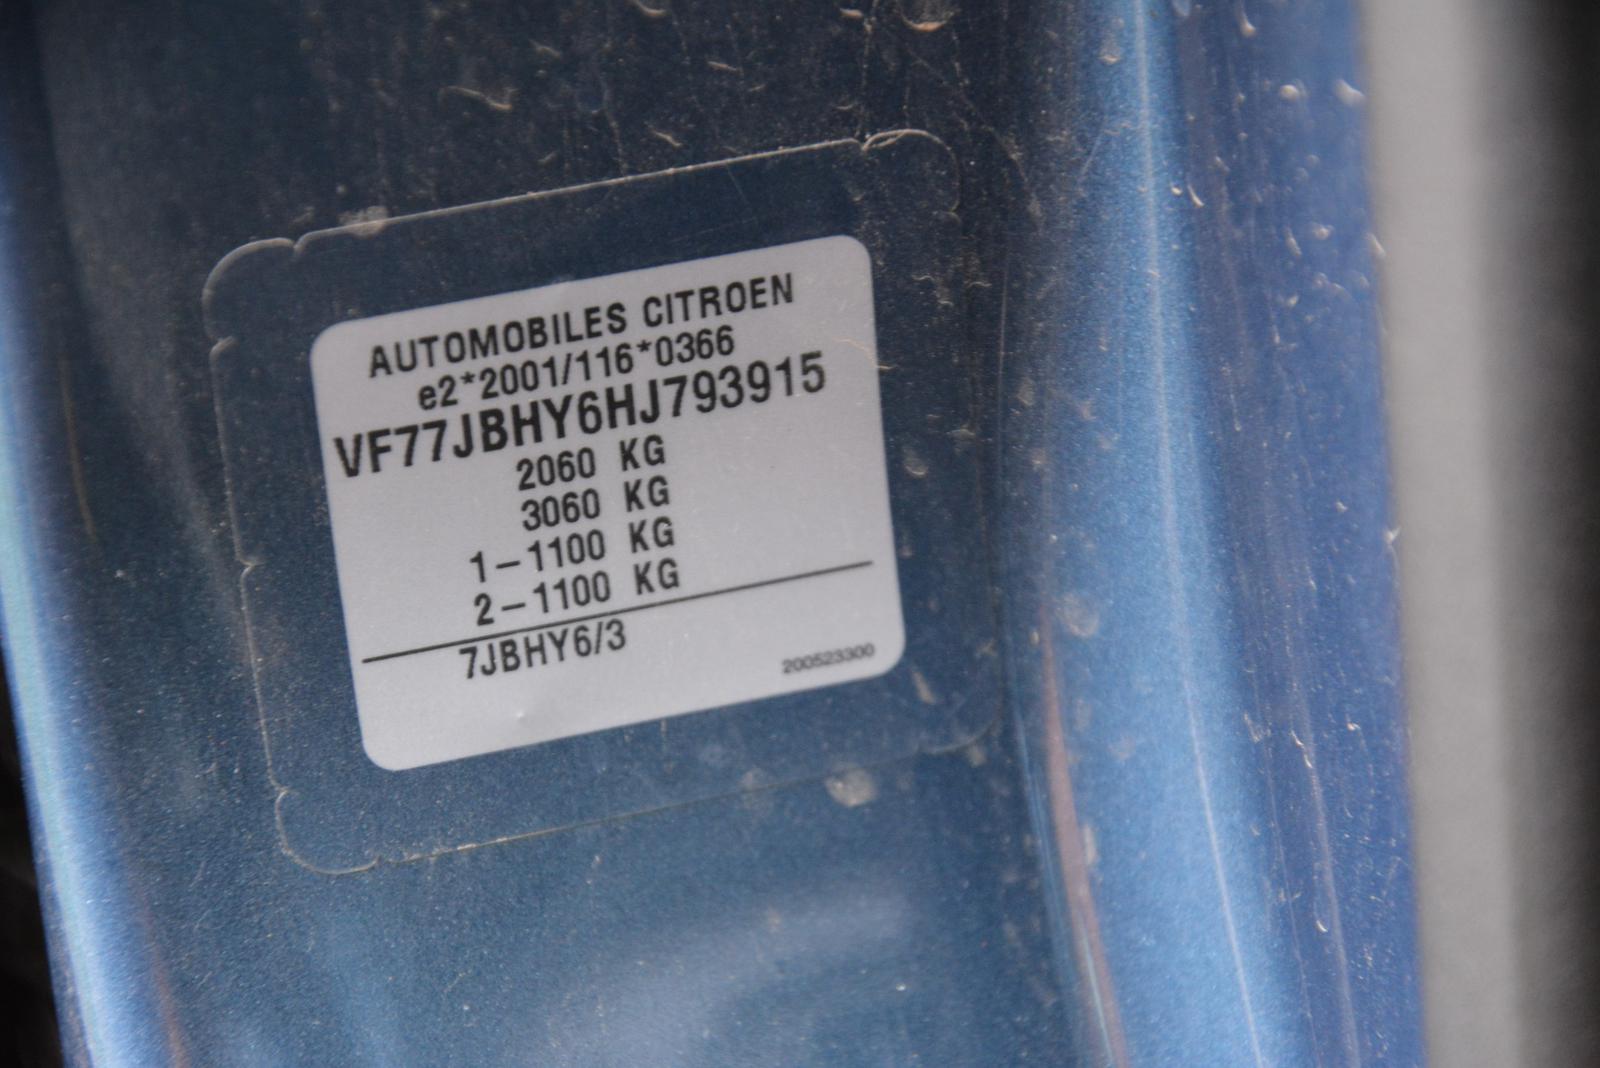 AUTOMOBILES CITROEN
e2*2001/116*0366
VF77JBHY6HJ793915
2060 KG
3060 KG
1-1100 KG
2-1100 KG
7JBHY6/3
200523300